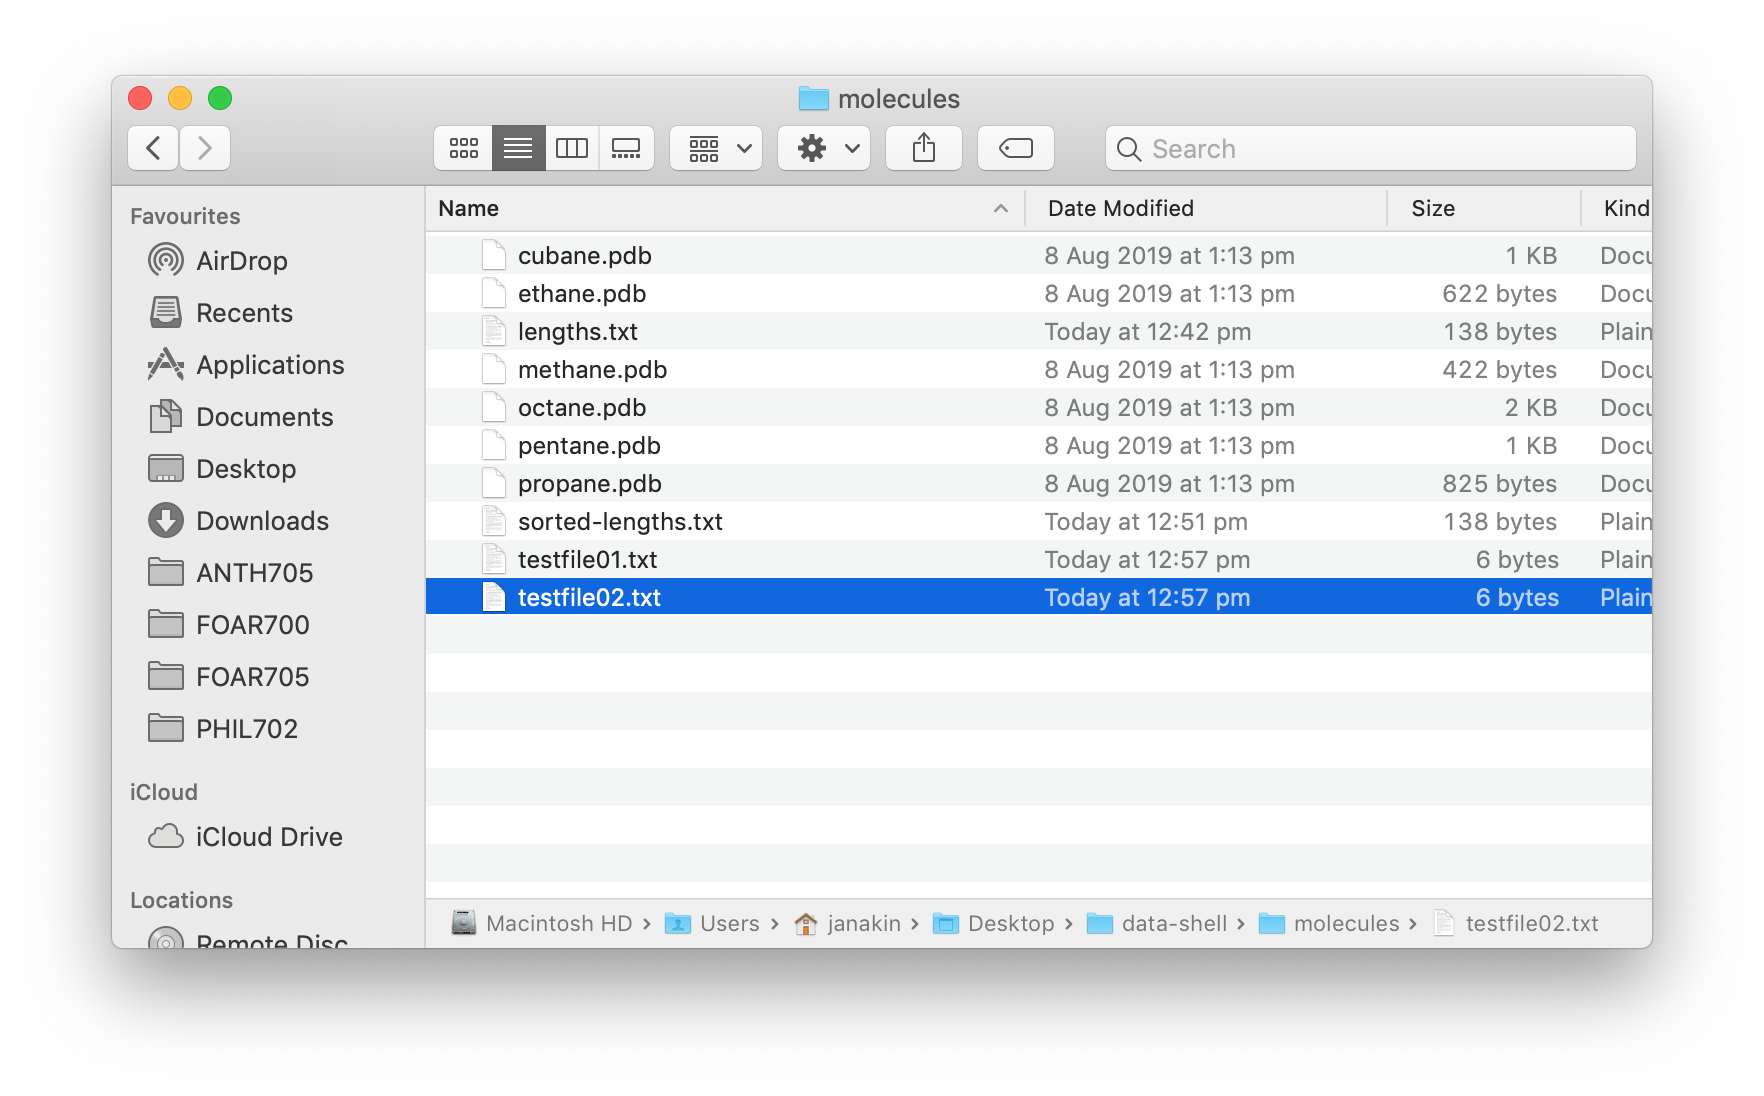 molecules
Search
Favourites
AirDrop
Recents
Applications
Documents
Desktop
Downloads
ANTH705
FOAR700
FOAR705
PHIL702
iCloud
iCloud Drive
Locations
Remote Disc
Name Date Modified Size Kind
cubane.pdb 8 Aug 2019 at 1:13 pm 1 KB Docu
ethane.pdb 8 Aug 2019 at 1:13 pm 622 bytes Docu
lengths.txt Today at 12:42 pm 138 bytes Plain
methane.pdb 8 Aug 2019 at 1:13 pm 422 bytes Docu
octane.pdb 8 Aug 2019 at 1:13 pm 2 KB Docu
pentane.pdb 8 Aug 2019 at 1:13 pm 1 KB Docu
propane.pdb 8 Aug 2019 at 1:13 pm 825 bytes Docu
sorted-lengths.txt Today at 12:51 pm 138 bytes Plain
testfile01.txt Today at 12:57 pm 6 bytes Plain
testfile02.txt Today at 12:57 pm 6 bytes Plain
Macintosh HD › Users › janakin › Desktop › data-shell › molecules › testfile02.txt